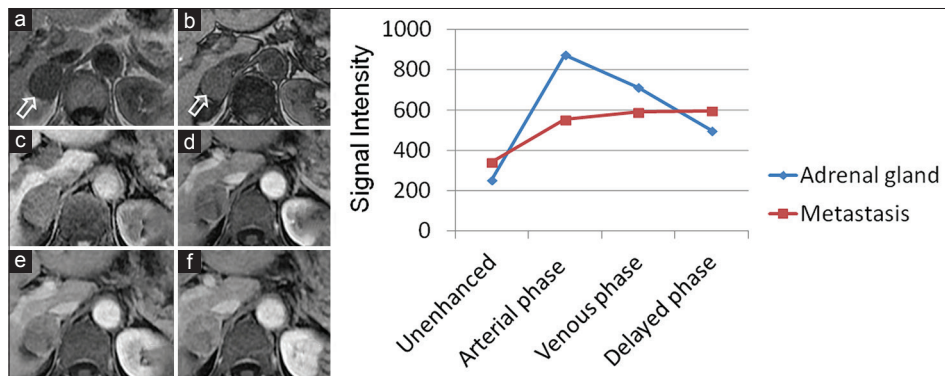 a
b
c
d
e
f
Signal Intensity
1000
800
600
400
200
0
Unenhanced
Arterial phase
Venous phase
Delayed phase
Adrenal gland
Metastasis